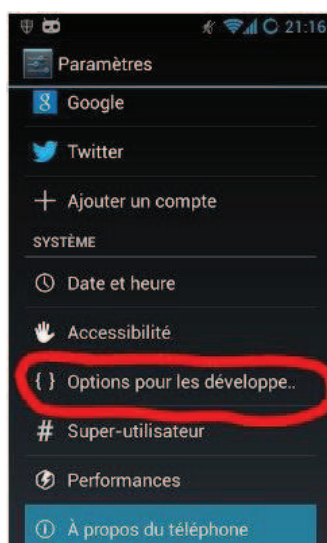 21:16
Paramètres
Google
Twitter
Ajouter un compte
SYSTÈME
Date et heure
Accessibilité
{ } Options pour les développe..
# Super-utilisateur
Performances
À propos du téléphone